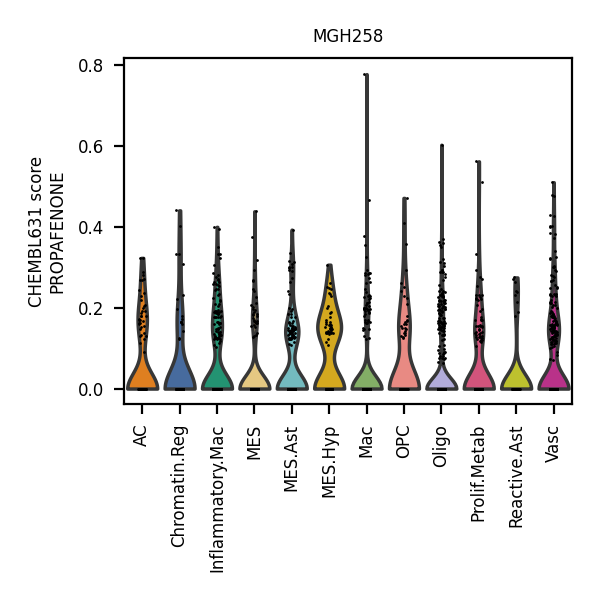 MGH258
CHEMBL631 score
PROPAFENONE
0.8
0.6
0.4
0.2
0.0
AC
Chromatin.Reg
Inflammatory.Mac
MES
MES.Ast
MES.Hyp
Mac
OPC
Oligo
Prolif.Metab
Reactive.Ast
Vasc